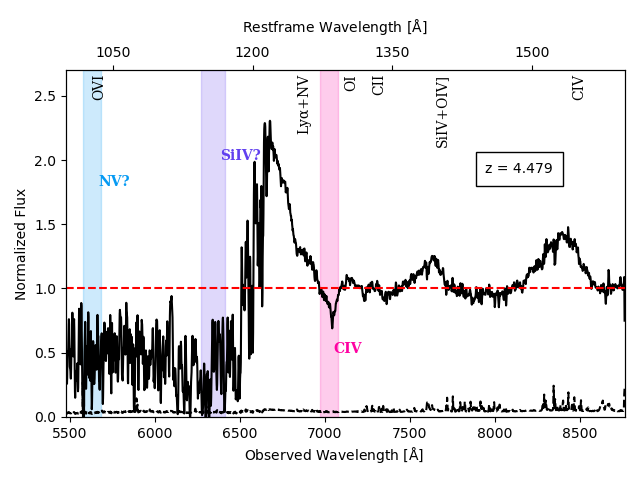 Restframe Wavelength [Å]
1050 1200 1350 1500
OVI
Lyα+NV
OI
CII
SiIV+OIV]
CIV
NV?
SiIV?
z = 4.479
CIV
Normalized Flux
2.5
2.0
1.5
1.0
0.5
0.0
5500 6000 6500 7000 7500 8000 8500
Observed Wavelength [Å]